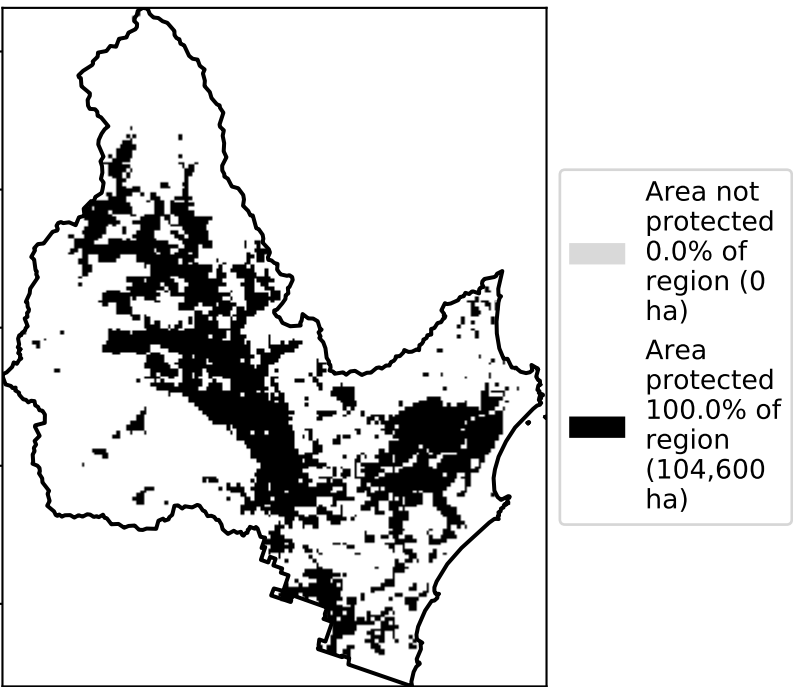 Area not
protected
0.0% of
region (0
ha)
Area
protected
100.0% of
region
(104,600
ha)